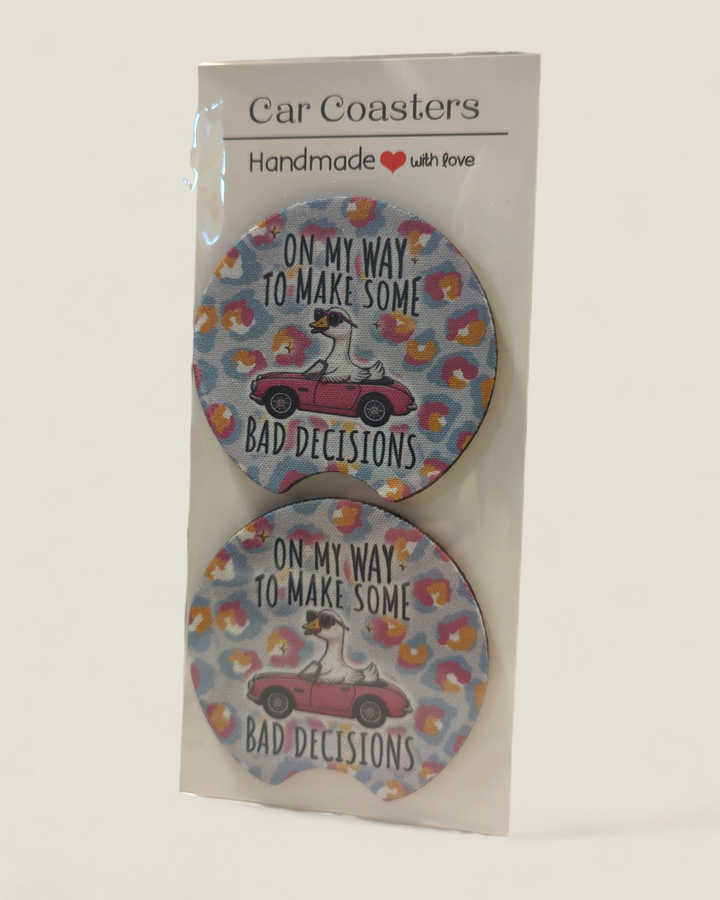 Car Coasters
Handmade ❤ with love
ON MY WAY
TO MAKE SOME
BAD DECISIONS
ON MY WAY
TO MAKE SOME
BAD DECISIONS